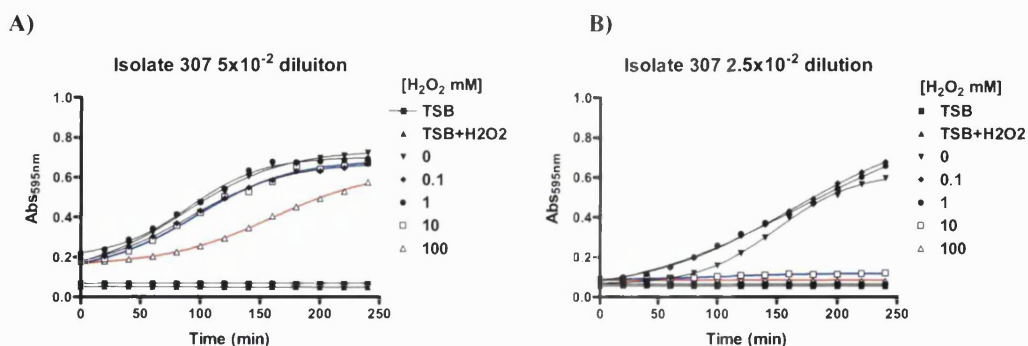 A)
Isolate 307 5x10⁻² diluiton
Abs595nm
1.0
0.8
0.6
0.4
0.2
0.0
0 50 100 150 200 250
Time (min)
[H₂O₂ mM]
TSB
TSB+H2O2
0
0.1
1
10
100
B)
Isolate 307 2.5x10⁻² dilution
Abs595nm
1.0
0.8
0.6
0.4
0.2
0.0
0 50 100 150 200 250
Time (min)
[H₂O₂ mM]
TSB
TSB+H2O2
0
0.1
1
10
100